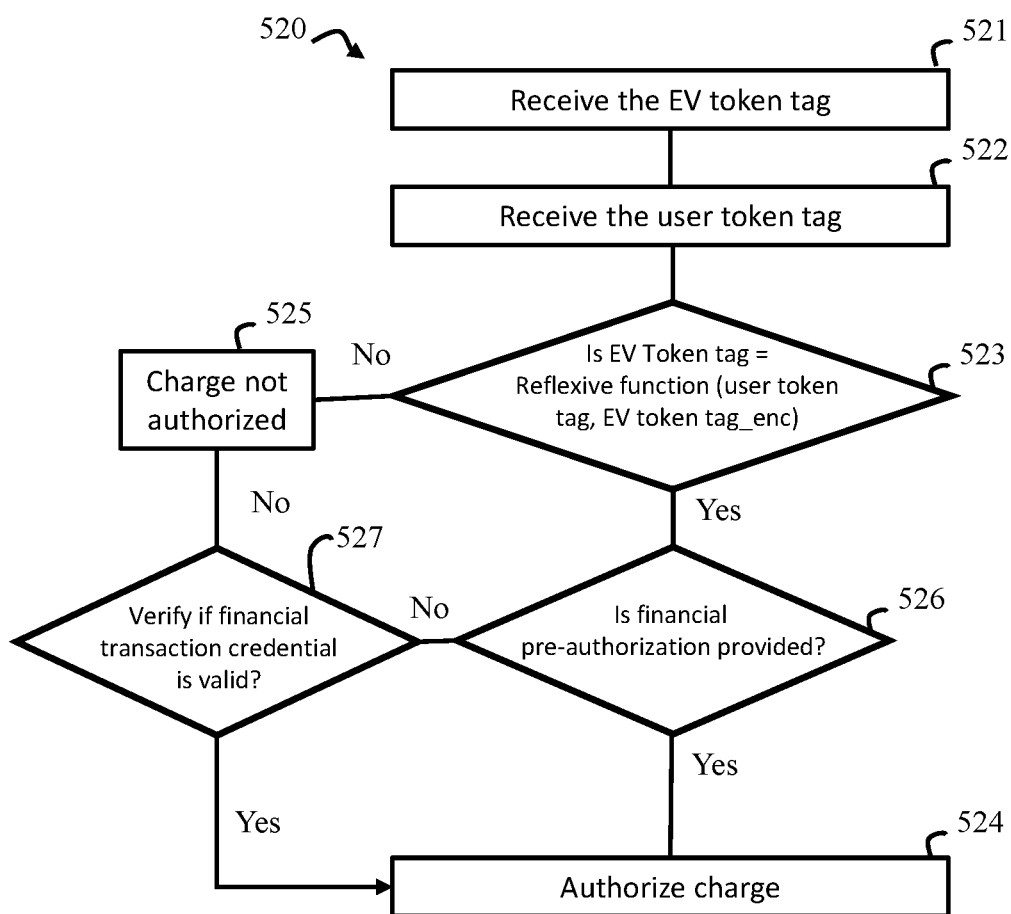 520
521
Receive the EV token tag
522
Receive the user token tag
525
No
Is EV Token tag =
Reflexive function (user token
tag, EV token tag_enc)
523
Charge not
authorized
No
Yes
527
Verify if financial
transaction credential
is valid?
No
Is financial
pre-authorization provided?
526
Yes
Yes
524
Authorize charge